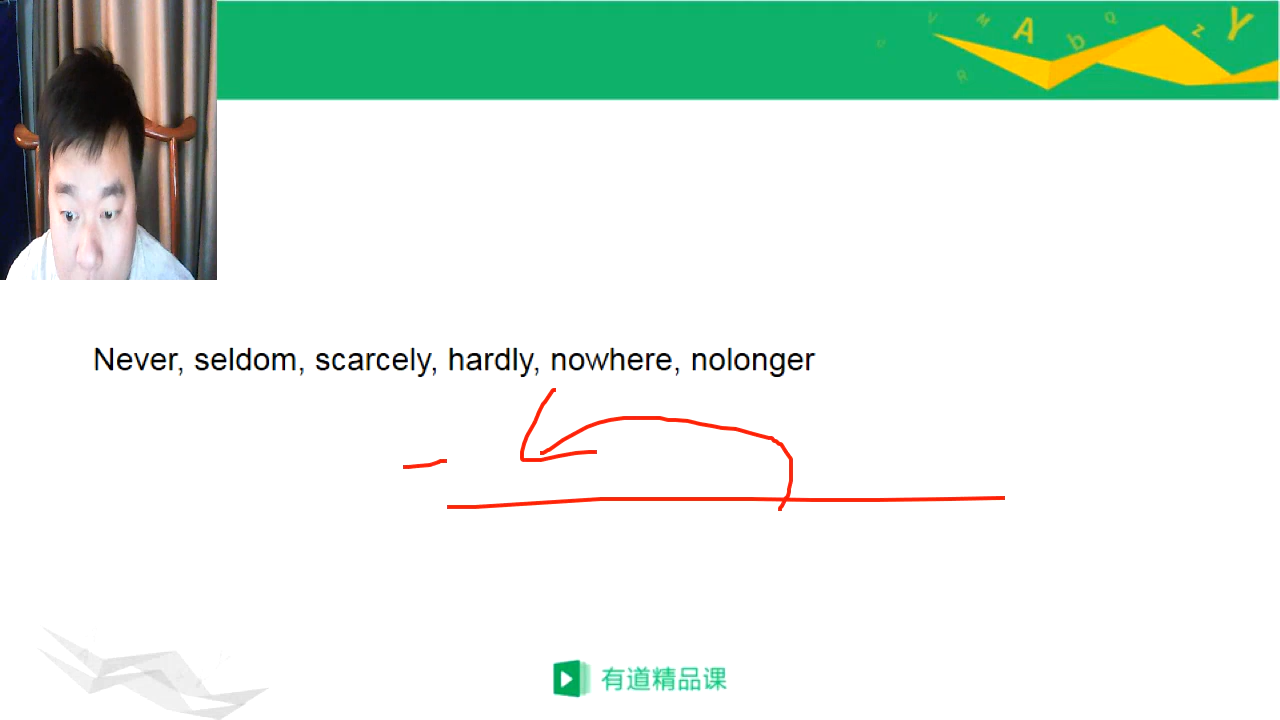 Never, seldom, scarcely, hardly, nowhere, nolonger
有道精品课